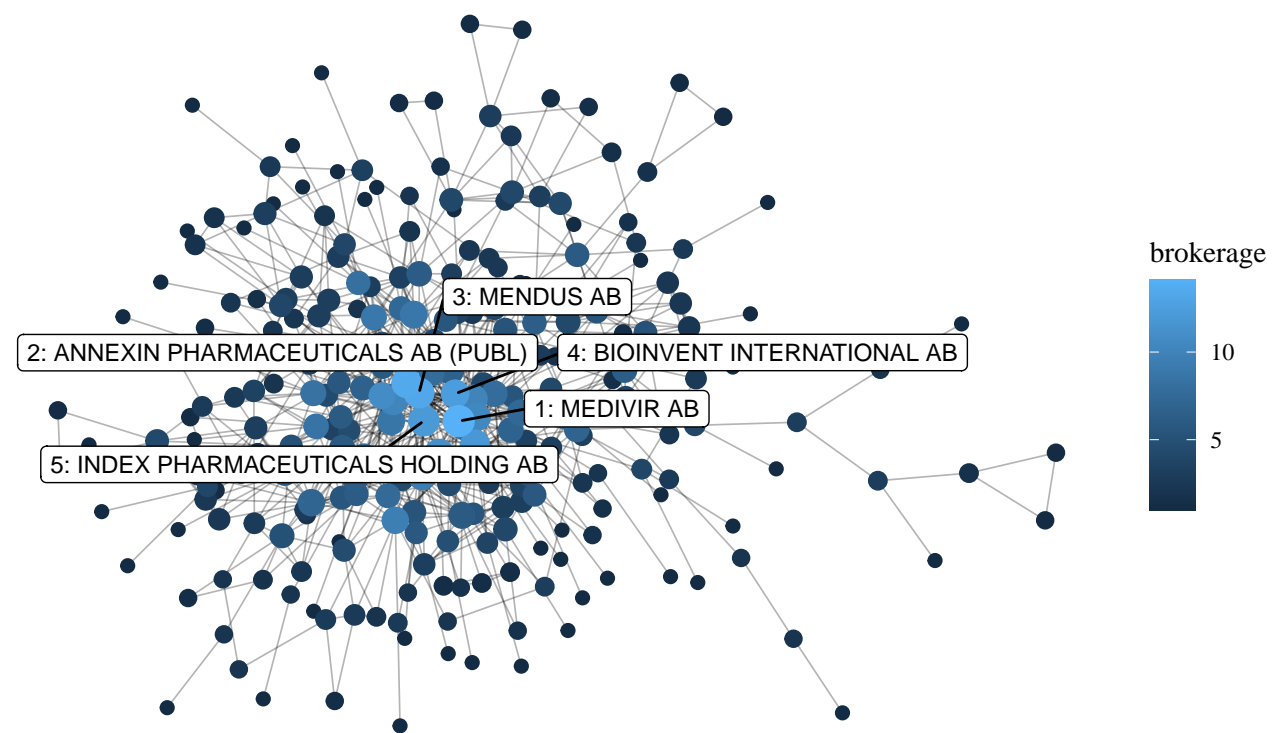 brokerage
3: MENDUS AB
2: ANNEXIN PHARMACEUTICALS AB (PUBL)
4: BIOINVENT INTERNATIONAL AB
10
1: MEDIVIR AB
5
5: INDEX PHARMACEUTICALS HOLDING AB